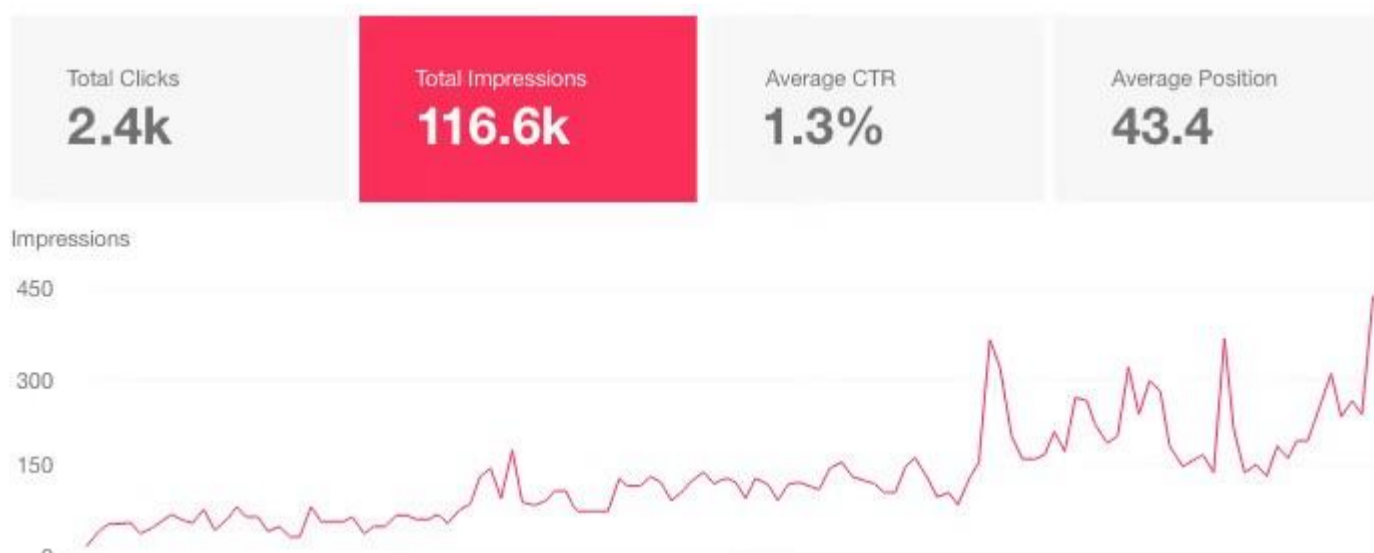 Total Clicks
2.4k
Total Impressions
116.6k
Average CTR
1.3%
Average Position
43.4
Impressions
450
300
150
0